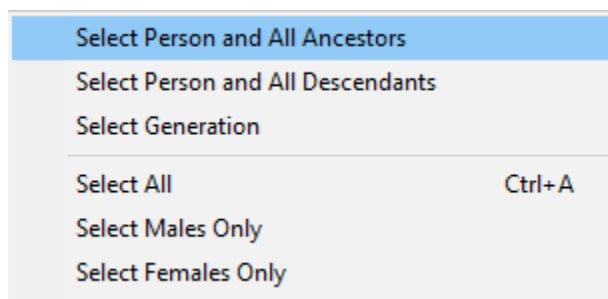 Select Person and All Ancestors
Select Person and All Descendants
Select Generation
Select All Ctrl+A
Select Males Only
Select Females Only